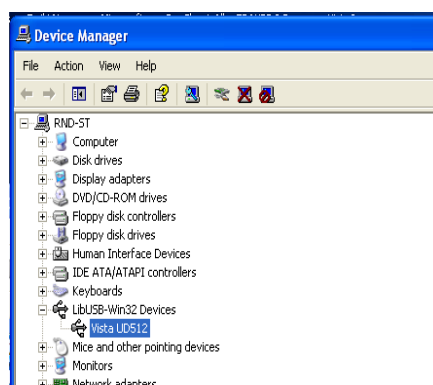 Device Manager
File Action View Help
RND-ST
Computer
Disk drives
Display adapters
DVD/CD-ROM drives
Floppy disk controllers
Floppy disk drives
Human Interface Devices
IDE ATA/ATAPI controllers
Keyboards
LibUSB-Win32 Devices
Vista UD512
Mice and other pointing devices
Monitors
Network adapters